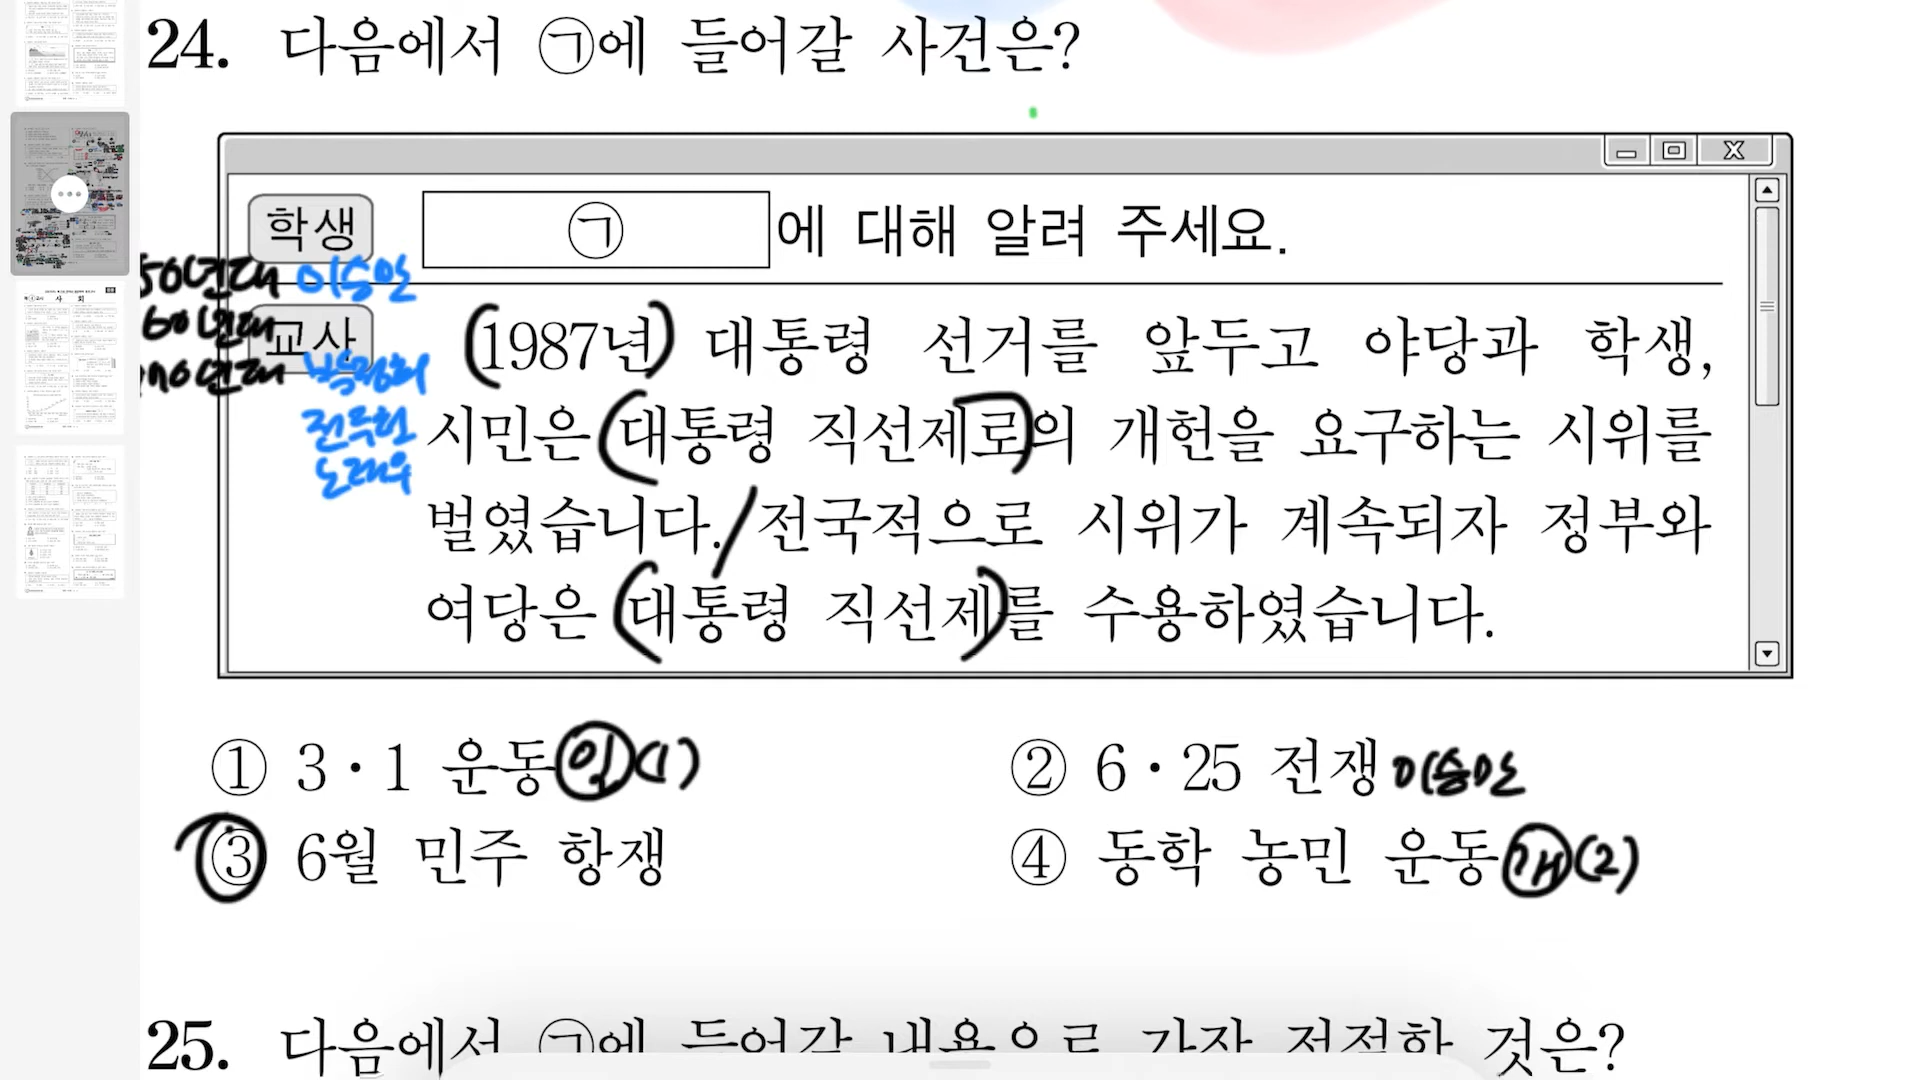 24. 다음에서 ㉠에 들어갈 사건은?
학생 ㉠에 대해 알려 주세요.
50년대 이승만
60년대
70년대 박정희
전두환
노태우
교사 (1987년) 대통령 선거를 앞두고 야당과 학생,
시민은 (대통령 직선제로)의 개헌을 요구하는 시위를
벌였습니다. / 전국적으로 시위가 계속되자 정부와
여당은 (대통령 직선제)를 수용하였습니다.
① 3·1 운동 일 (1)
② 6·25 전쟁 이승만
③ 6월 민주 항쟁
④ 동학 농민 운동 개 (2)
25. 다음에서 ㉠에 들어갈 내용으로 가장 적절한 것은?